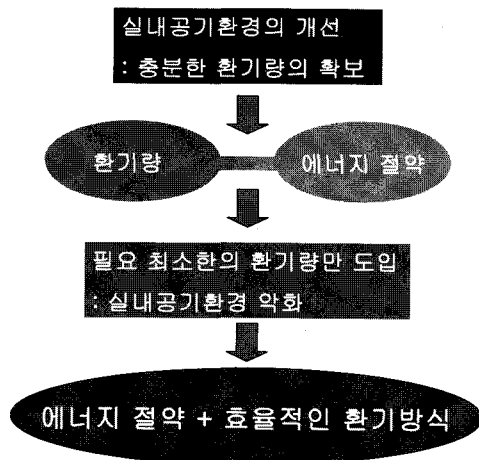 실내공기환경의 개선
: 충분한 환기량의 확보
환기량
에너지 절약
필요 최소한의 환기량만 도입
: 실내공기환경 악화
에너지 절약 + 효율적인 환기방식